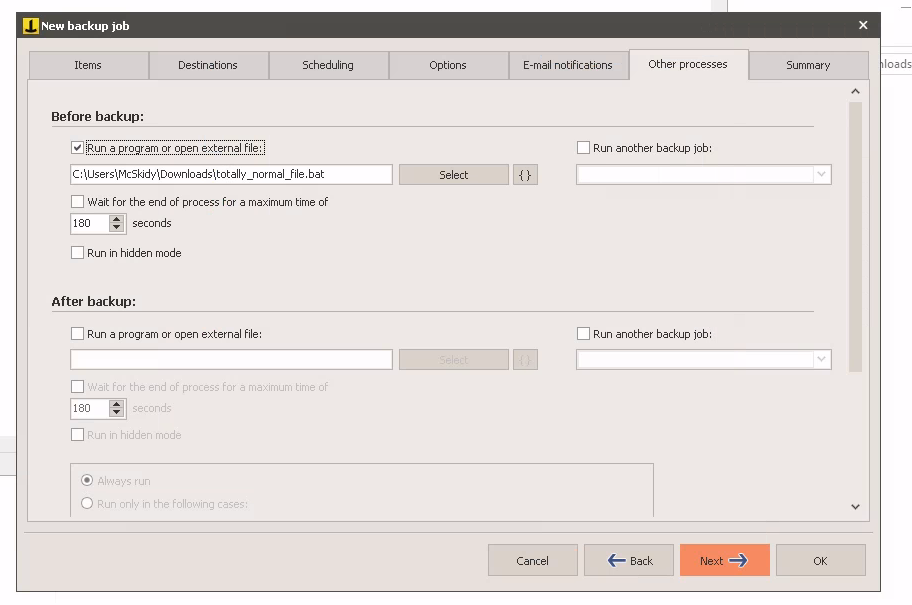 New backup job
Items Destinations Scheduling Options E-mail notifications Other processes Summary
nloads
Before backup:
Run a program or open external file: Run another backup job:
C:\Users\McSkidy\Downloads\totally_normal_file.bat Select {}
Wait for the end of process for a maximum time of
180 seconds
Run in hidden mode
After backup:
Run a program or open external file: Run another backup job:
Select {}
Wait for the end of process for a maximum time of
180 seconds
Run in hidden mode
Always run
Run only in the following cases:
Cancel Back Next OK